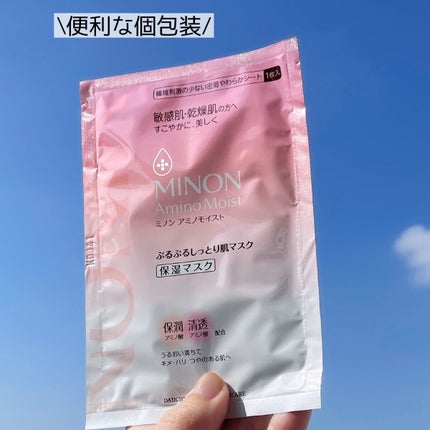 \便利な個包装/
繊維刺激の少ない密着やわらかシート 1枚入
敏感肌・乾燥肌の方へ
すこやかに、美しく
MINON
Amino Moist
ミノン アミノモイスト
ぷるぷるしっとり肌マスク
保湿マスク
保潤 清透
アミノ酸 アミノ酸 配合
うるおい満ちて
キメ・ハリ つやのある肌へ